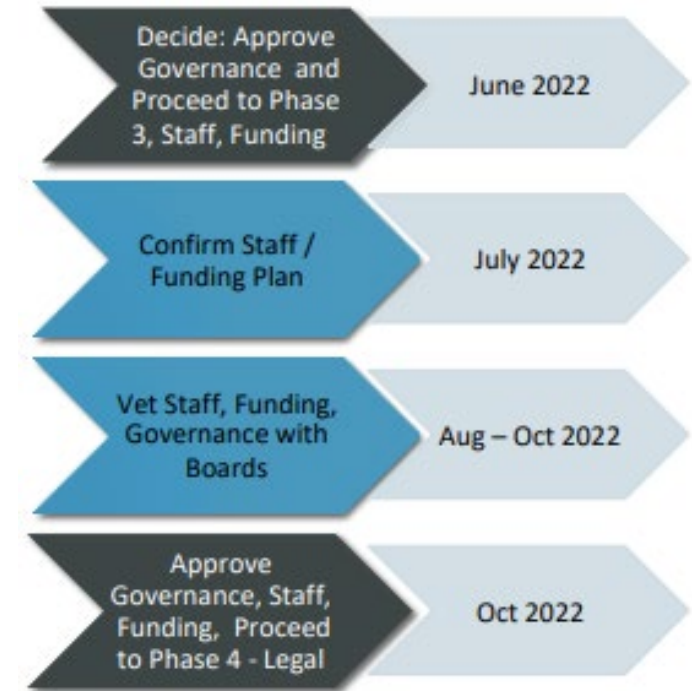 Decide: Approve
Governance and
Proceed to Phase
3, Staff, Funding
June 2022
Confirm Staff /
Funding Plan
July 2022
Vet Staff, Funding,
Governance with
Boards
Aug – Oct 2022
Approve
Governance, Staff,
Funding, Proceed
to Phase 4 - Legal
Oct 2022